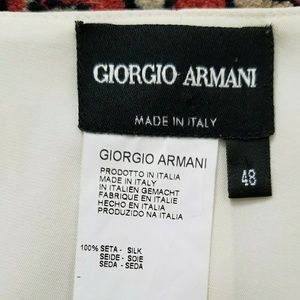 GIORGIO ARMANI
MADE IN ITALY
48
GIORGIO ARMANI
PRODOTTO IN ITALIA
MADE IN ITALY
IN ITALIEN GEMACHT
FABRIQUE EN ITALIE
HECHO EN ITALIA
PRODUZIDO NA ITALIA
100% SETA - SILK
SEIDE - SOIE
SEDA - SEDA